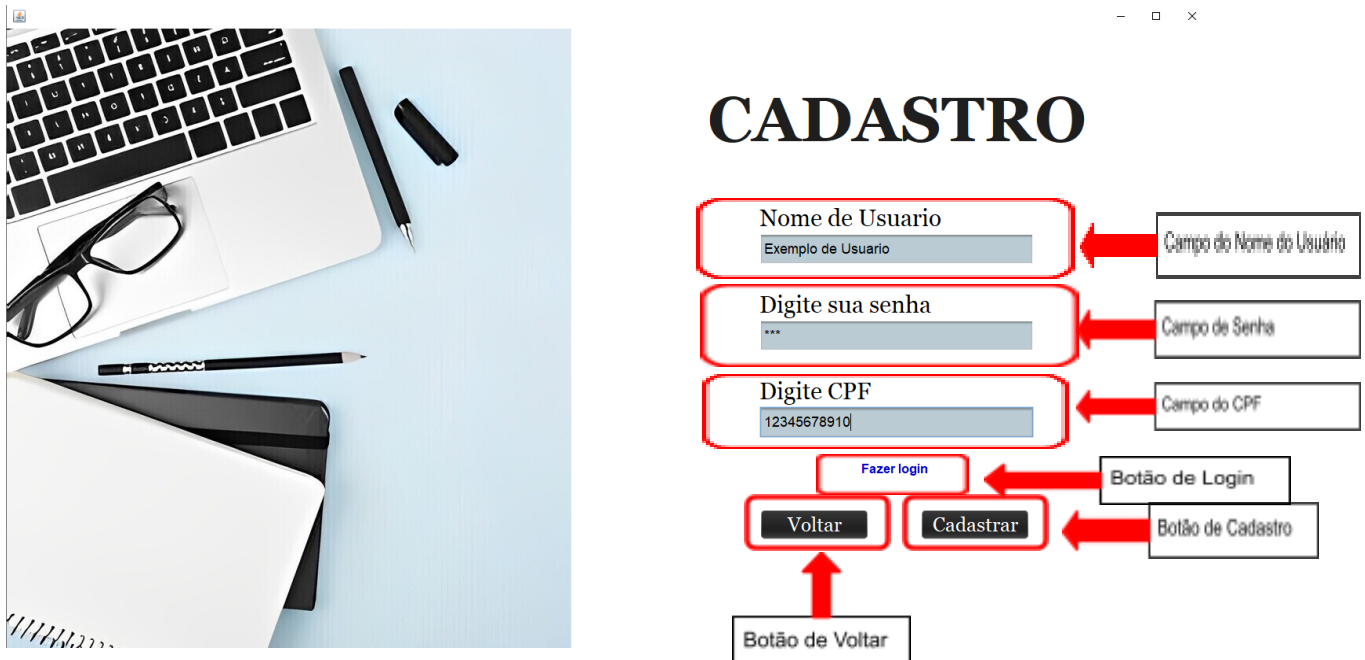 CADASTRO
Nome de Usuario
Exemplo de Usuario
Campo do Nome do Usuário
Digite sua senha
***
Campo de Senha
Digite CPF
12345678910
Campo do CPF
Fazer login
Botão de Login
Voltar
Cadastrar
Botão de Cadastro
Botão de Voltar